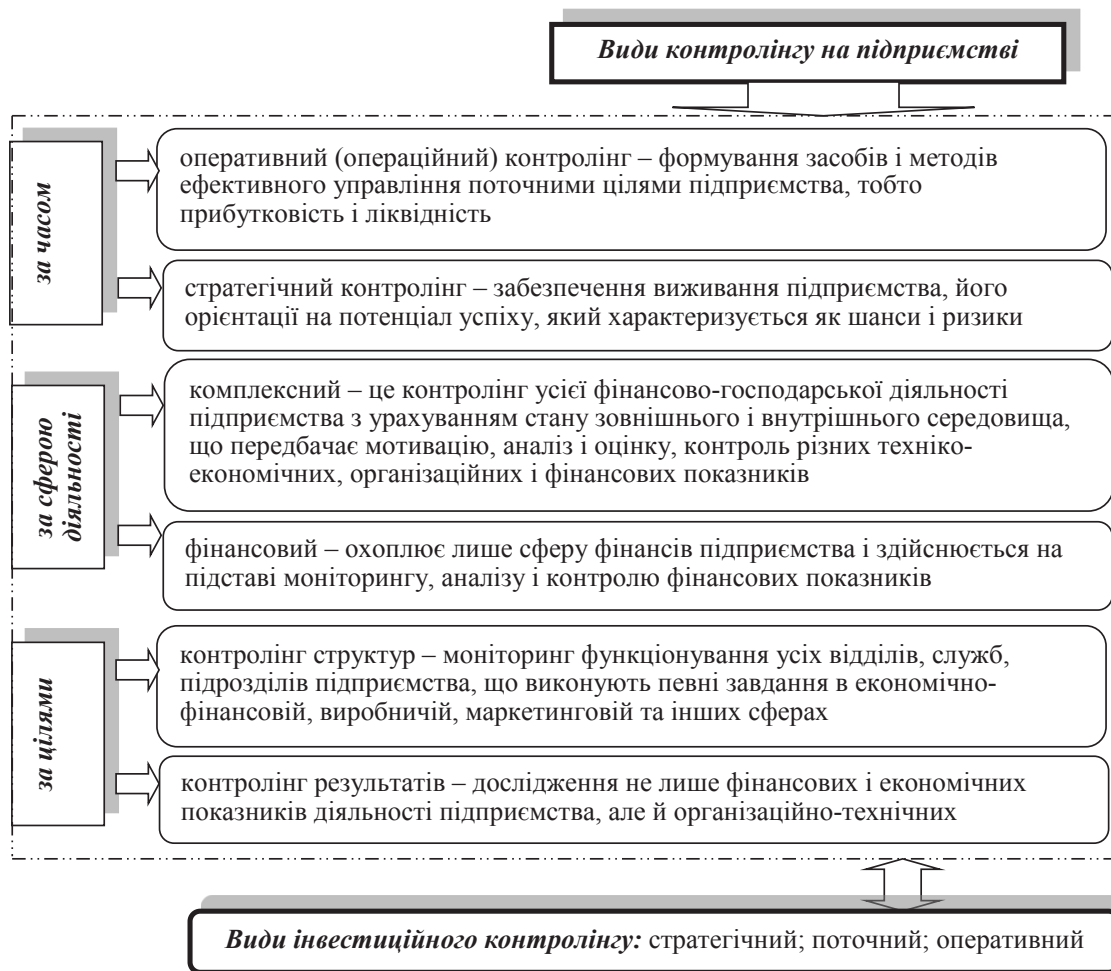 Види контролінгу на підприємстві
за часом
оперативний (операційний) контролінг – формування засобів і методів
ефективного управління поточними цілями підприємства, тобто
прибутковість і ліквідність
стратегічний контролінг – забезпечення виживання підприємства, його
орієнтації на потенціал успіху, який характеризується як шанси і ризики
за сферою
діяльності
комплексний – це контролінг усієї фінансово-господарської діяльності
підприємства з урахуванням стану зовнішнього і внутрішнього середовища,
що передбачає мотивацію, аналіз і оцінку, контроль різних техніко-
економічних, організаційних і фінансових показників
фінансовий – охоплює лише сферу фінансів підприємства і здійснюється на
підставі моніторингу, аналізу і контролю фінансових показників
за цілями
контролінг структур – моніторинг функціонування усіх відділів, служб,
підрозділів підприємства, що виконують певні завдання в економічно-
фінансовій, виробничій, маркетинговій та інших сферах
контролінг результатів – дослідження не лише фінансових і економічних
показників діяльності підприємства, але й організаційно-технічних
Види інвестиційного контролінгу: стратегічний; поточний; оперативний